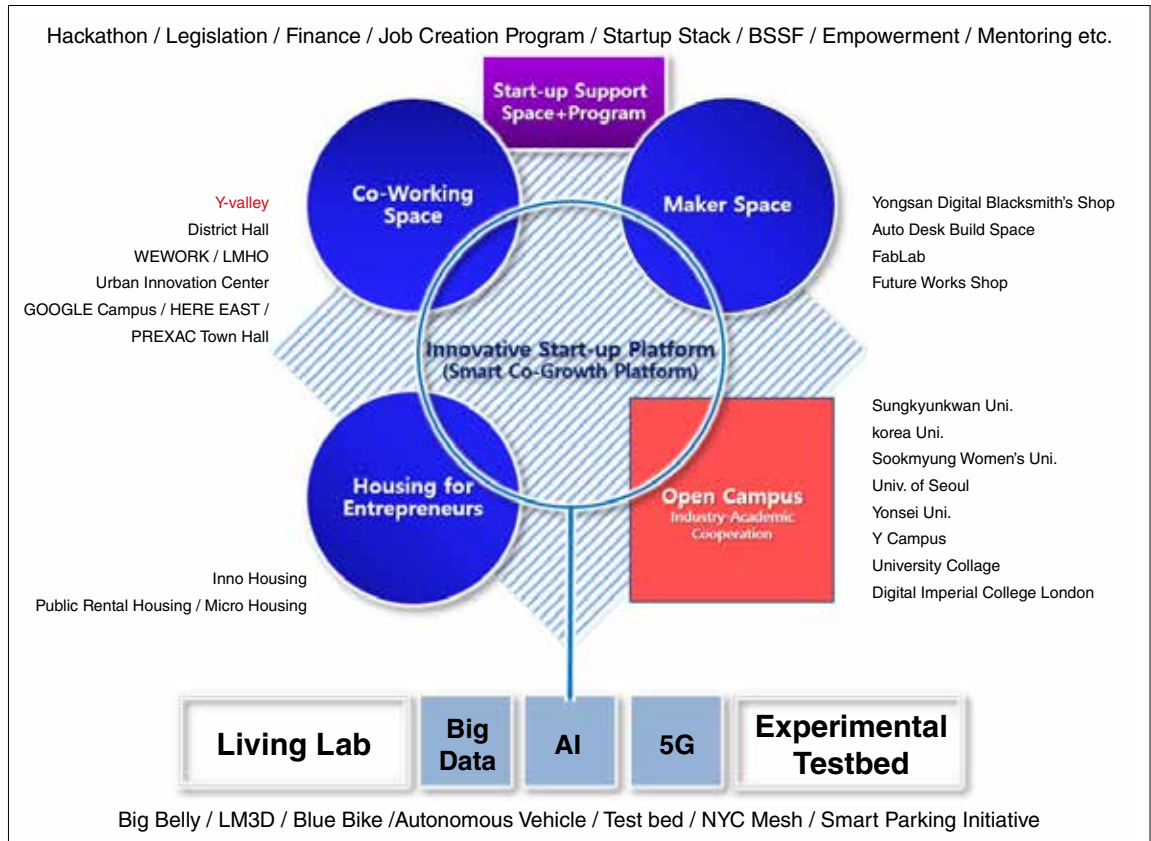 Hackathon / Legislation / Finance / Job Creation Program / Startup Stack / BSSF / Empowerment / Mentoring etc.
Start-up Support
Space+Program
Co-Working
Space
Maker Space
Y-valley
District Hall
WEWORK / LMHO
Urban Innovation Center
GOOGLE Campus / HERE EAST /
PREXAC Town Hall
Yongsan Digital Blacksmith's Shop
Auto Desk Build Space
FabLab
Future Works Shop
Innovative Start-up Platform
(Smart Co-Growth Platform)
Housing for
Entrepreneurs
Open Campus
Industry-Academic
Cooperation
Sungkyunkwan Uni.
korea Uni.
Sookmyung Women's Uni.
Univ. of Seoul
Yonsei Uni.
Y Campus
University Collage
Digital Imperial College London
Inno Housing
Public Rental Housing / Micro Housing
Living Lab
Big
Data
AI
5G
Experimental
Testbed
Big Belly / LM3D / Blue Bike /Autonomous Vehicle / Test bed / NYC Mesh / Smart Parking Initiative